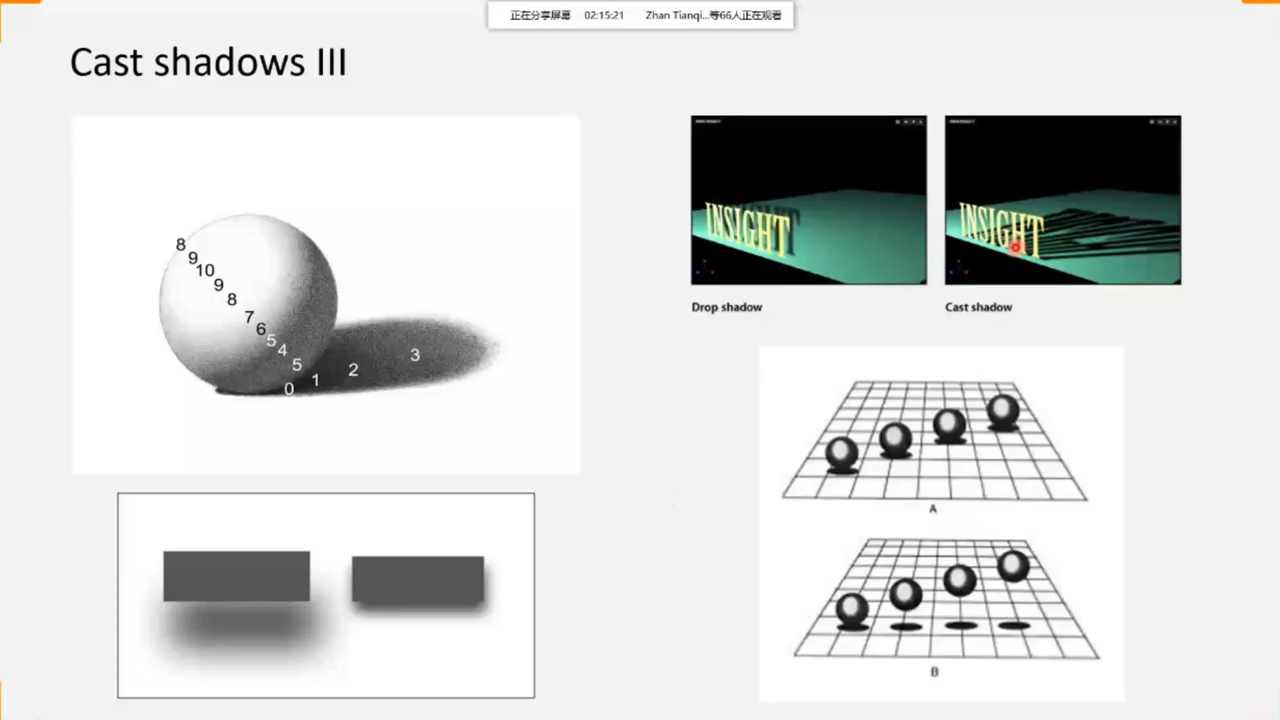 正在分享屏幕 02:15:21 Zhan Tianqi...等66人正在观看
Cast shadows III
8
9
10
9
8
7
6
5
4
5
0
1
2
3
INSIGHT
INSIGHT
Drop shadow
Cast shadow
A
B